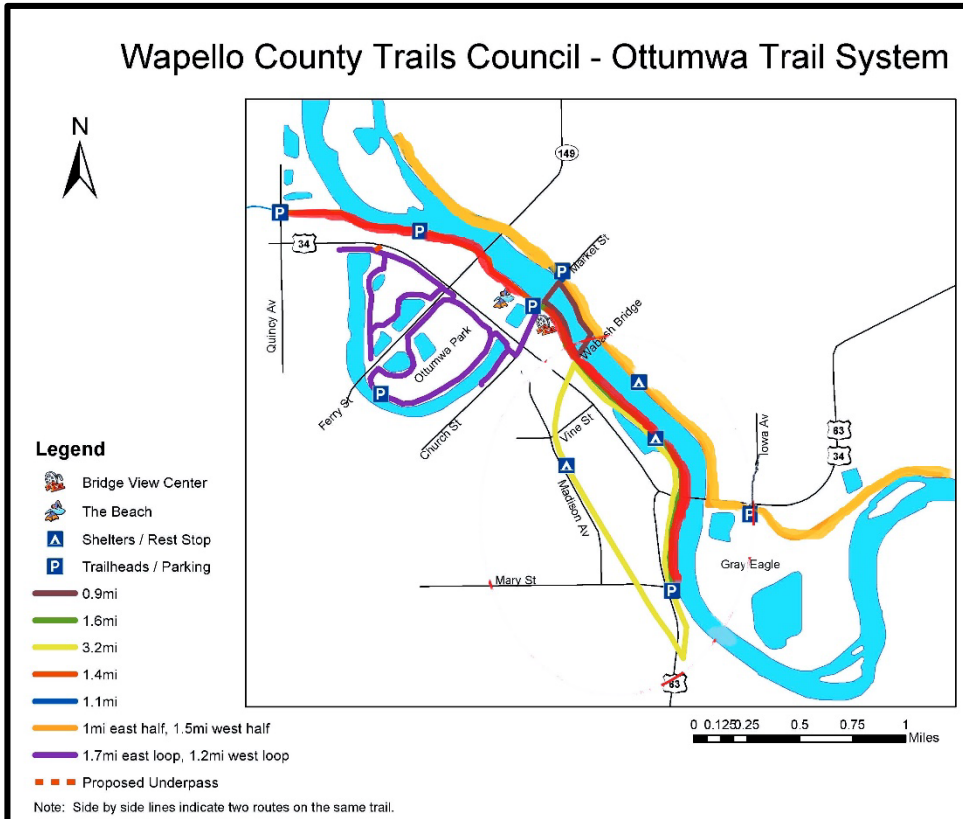 Wapello County Trails Council - Ottumwa Trail System
N
149
34
Market St
Quincy Av
Wabash Bridge
Ottumwa Park
Ferry St
Church St
Vine St
Iowa Av
63
34
Madison Av
Gray Eagle
Mary St
63
Legend
Bridge View Center
The Beach
Shelters / Rest Stop
P Trailheads / Parking
0.9mi
1.6mi
3.2mi
1.4mi
1.1mi
1mi east half, 1.5mi west half
1.7mi east loop, 1.2mi west loop
Proposed Underpass
Note: Side by side lines indicate two routes on the same trail.
0 0.125 0.25 0.5 0.75 1
Miles
P
P
P
P
P
P
P